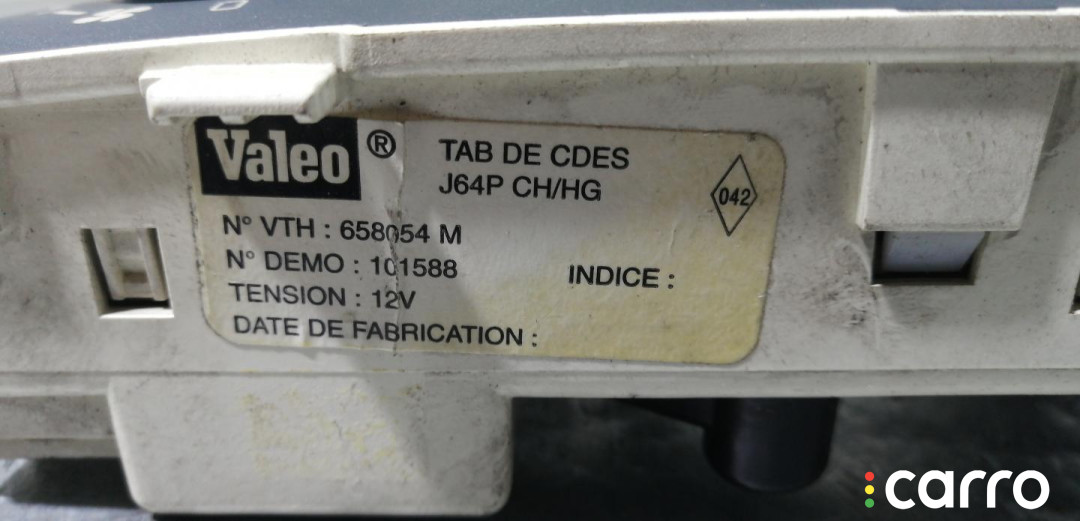 Valeo ®
TAB DE CDES
J64P CH/HG
042
N° VTH : 658054 M
N° DEMO : 101588
INDICE :
TENSION : 12V
DATE DE FABRICATION :
carro